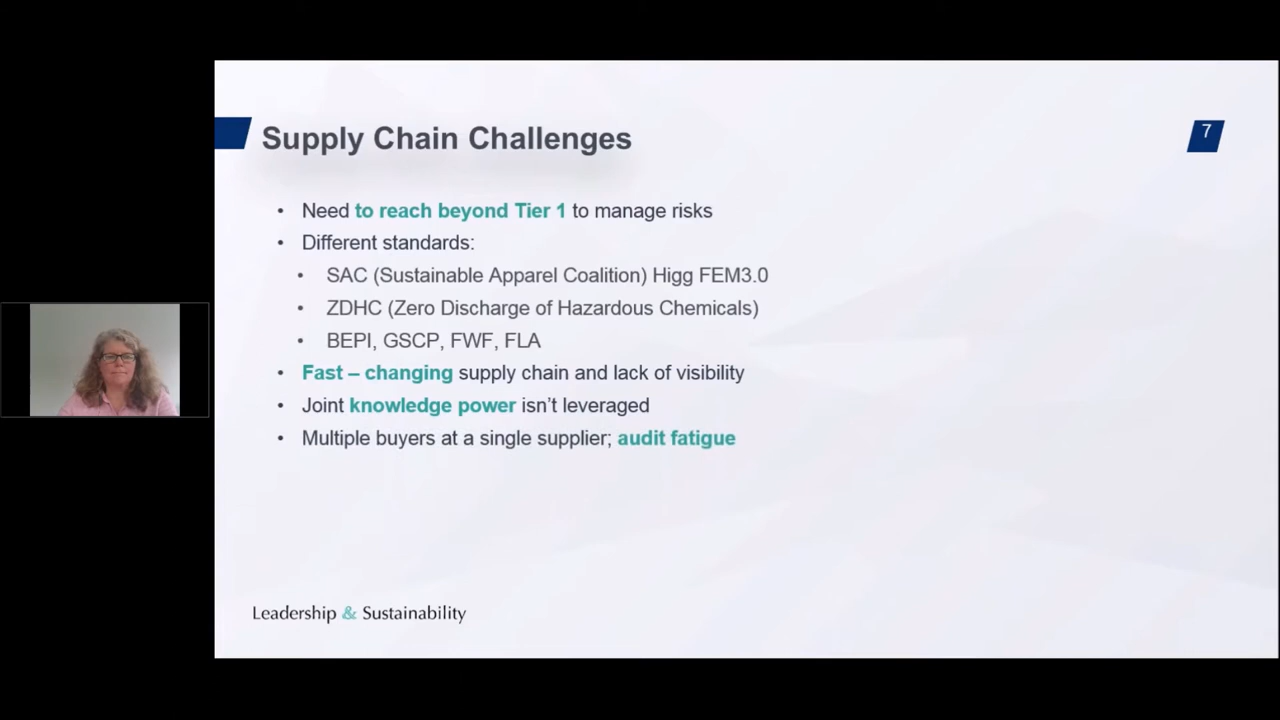 Supply Chain Challenges
7
• Need to reach beyond Tier 1 to manage risks
• Different standards:
• SAC (Sustainable Apparel Coalition) Higg FEM3.0
• ZDHC (Zero Discharge of Hazardous Chemicals)
• BEPI, GSCP, FWF, FLA
• Fast – changing supply chain and lack of visibility
• Joint knowledge power isn’t leveraged
• Multiple buyers at a single supplier; audit fatigue
Leadership & Sustainability